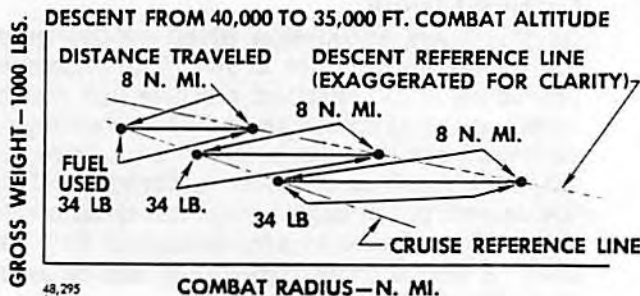 DESCENT FROM 40,000 TO 35,000 FT. COMBAT ALTITUDE
DISTANCE TRAVELED
8 N. MI.
DESCENT REFERENCE LINE
(EXAGGERATED FOR CLARITY)
8 N. MI.
8 N. MI.
FUEL
USED
34 LB
34 LB.
34 LB
CRUISE REFERENCE LINE
GROSS WEIGHT—1000 LBS.
48,295
COMBAT RADIUS—N. MI.